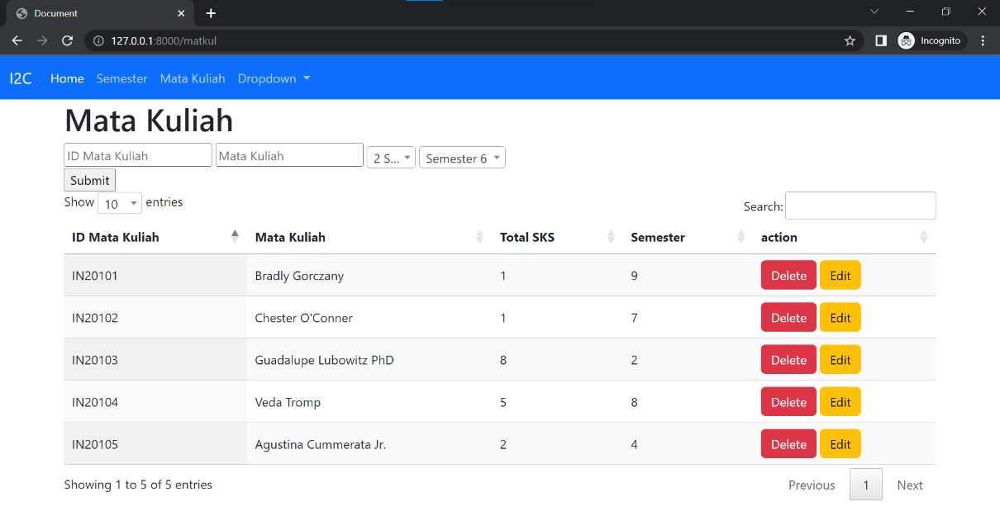 Document
127.0.0.1:8000/matkul
Incognito
I2C Home Semester Mata Kuliah Dropdown
Mata Kuliah
ID Mata Kuliah Mata Kuliah 2 S... Semester 6
Submit
Show 10 entries
Search:
ID Mata Kuliah Mata Kuliah Total SKS Semester action
IN20101 Bradly Gorczany 1 9 Delete Edit
IN20102 Chester O'Conner 1 7 Delete Edit
IN20103 Guadalupe Lubowitz PhD 8 2 Delete Edit
IN20104 Veda Tromp 5 8 Delete Edit
IN20105 Agustina Cummerata Jr. 2 4 Delete Edit
Showing 1 to 5 of 5 entries
Previous 1 Next